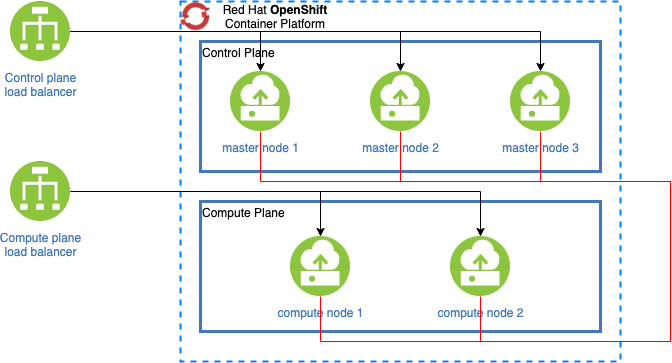 Red Hat OpenShift
Container Platform
Control Plane
Control plane
load balancer
master node 1
master node 2
master node 3
Compute plane
load balancer
Compute Plane
compute node 1
compute node 2